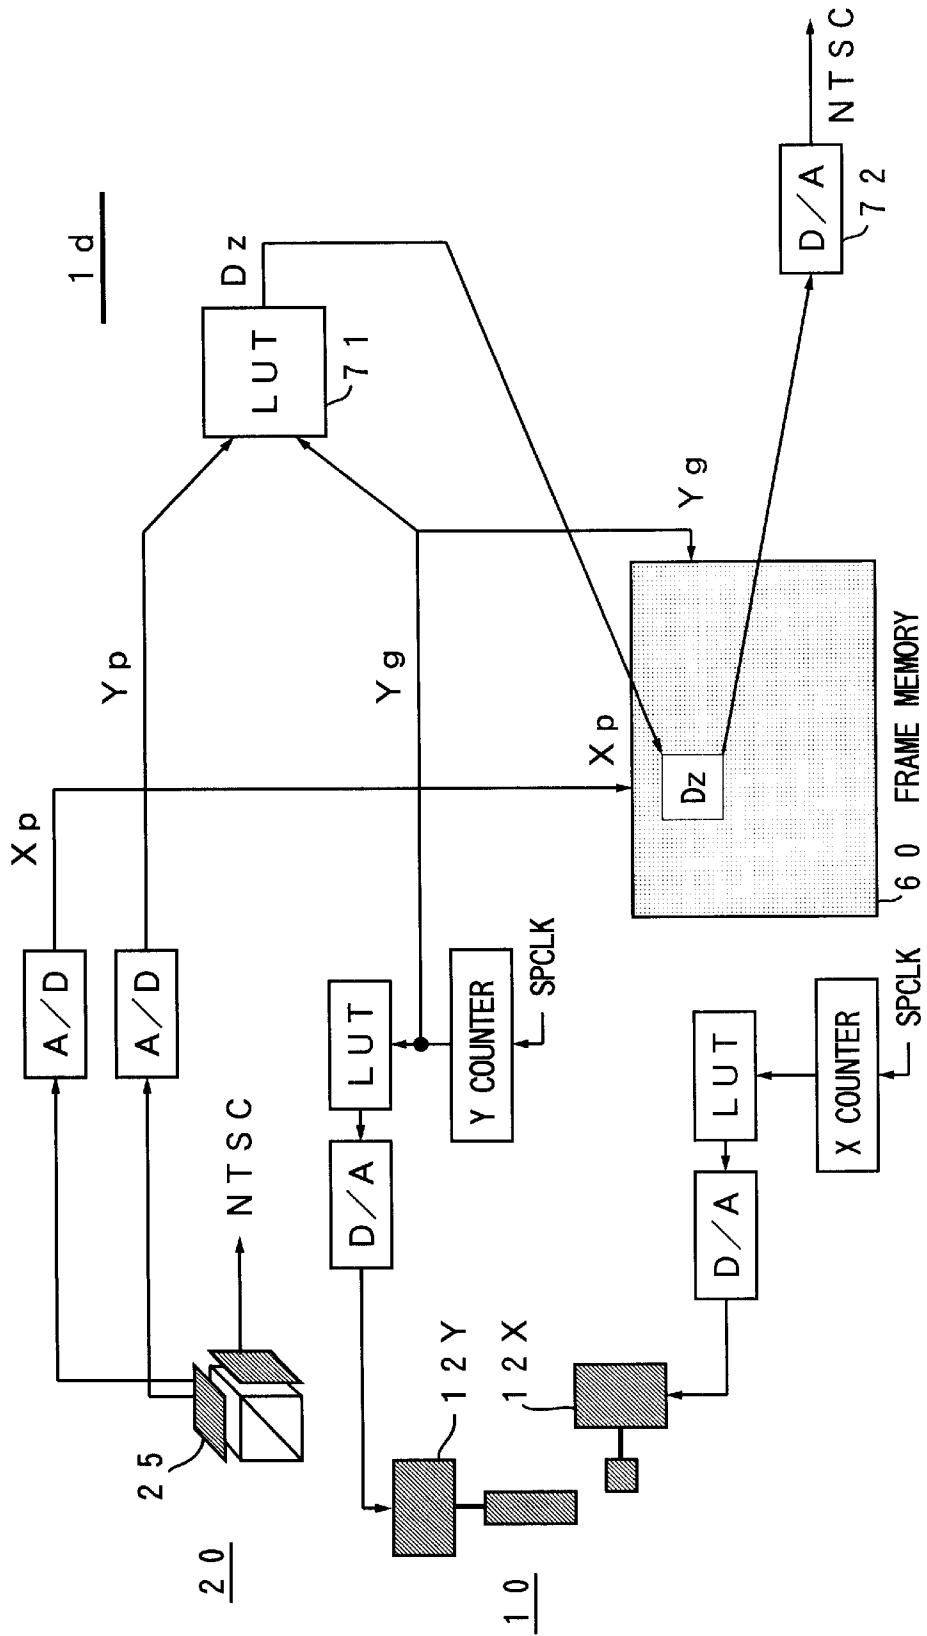 1d
Xp
Yp
Dz
A/D
A/D
LUT
71
NTSC
25
20
Yg
LUT
D/A
Y COUNTER
SPCLK
Xp
Yg
Dz
60 FRAME MEMORY
D/A
72
NTSC
12Y
12X
10
LUT
D/A
X COUNTER
SPCLK